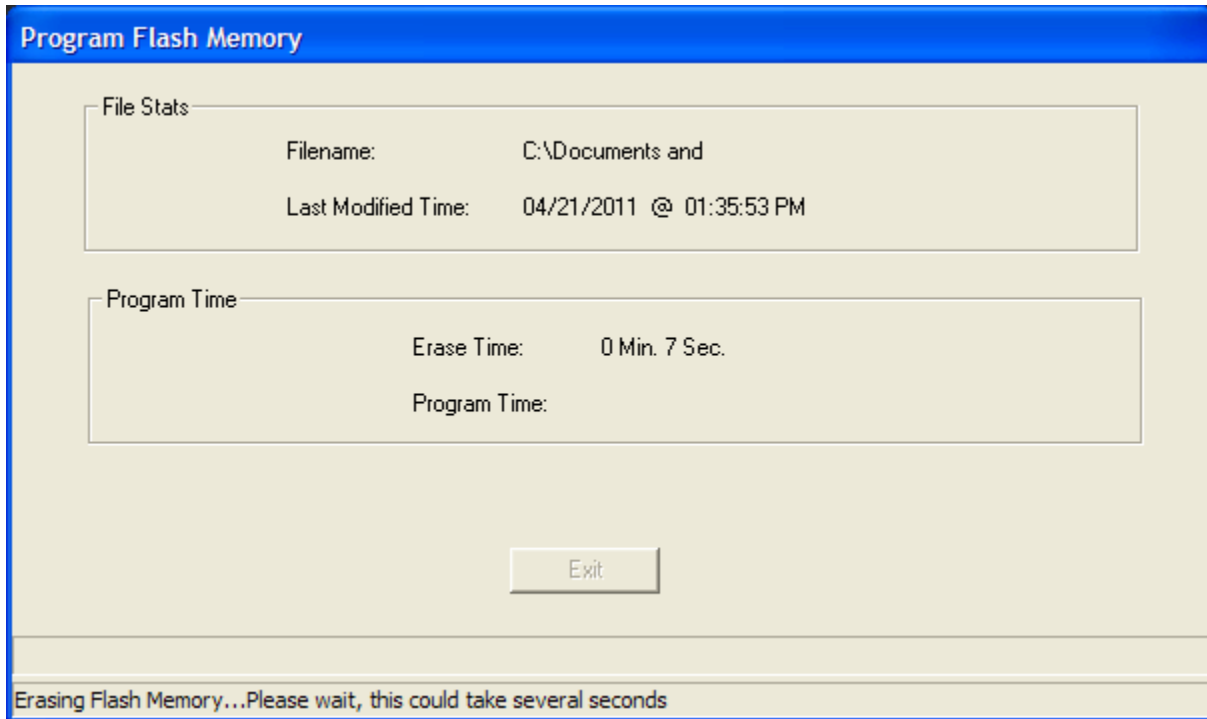 Program Flash Memory
File Stats
Filename: C:\Documents and
Last Modified Time: 04/21/2011 @ 01:35:53 PM
Program Time
Erase Time: 0 Min. 7 Sec.
Program Time:
Exit
Erasing Flash Memory...Please wait, this could take several seconds